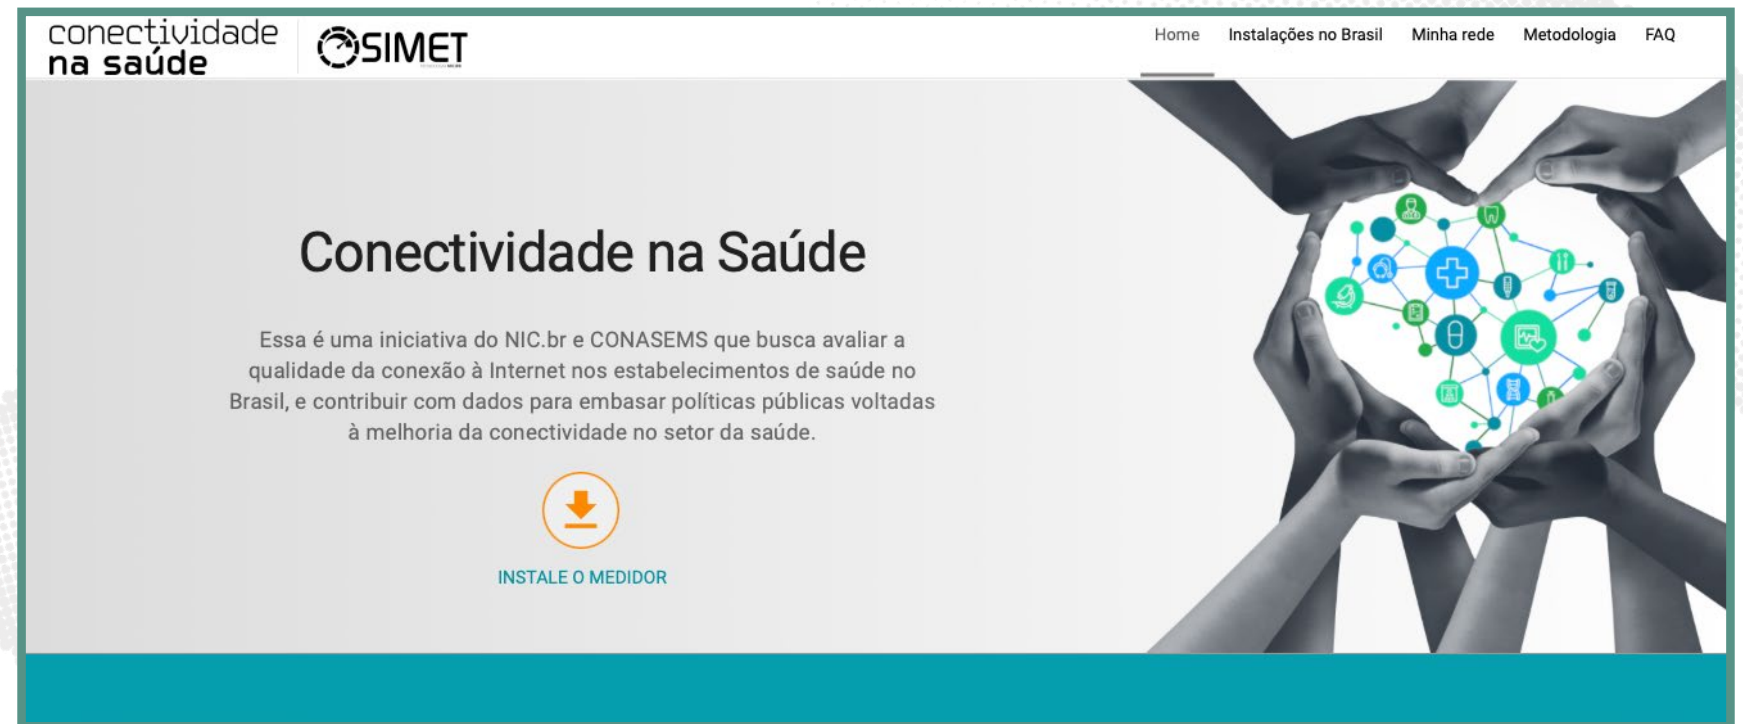 conectividade
na saúde
SIMET
Home Instalações no Brasil Minha rede Metodologia FAQ
Conectividade na Saúde
Essa é uma iniciativa do NIC.br e CONASEMS que busca avaliar a
qualidade da conexão à Internet nos estabelecimentos de saúde no
Brasil, e contribuir com dados para embasar políticas públicas voltadas
à melhoria da conectividade no setor da saúde.
INSTALE O MEDIDOR